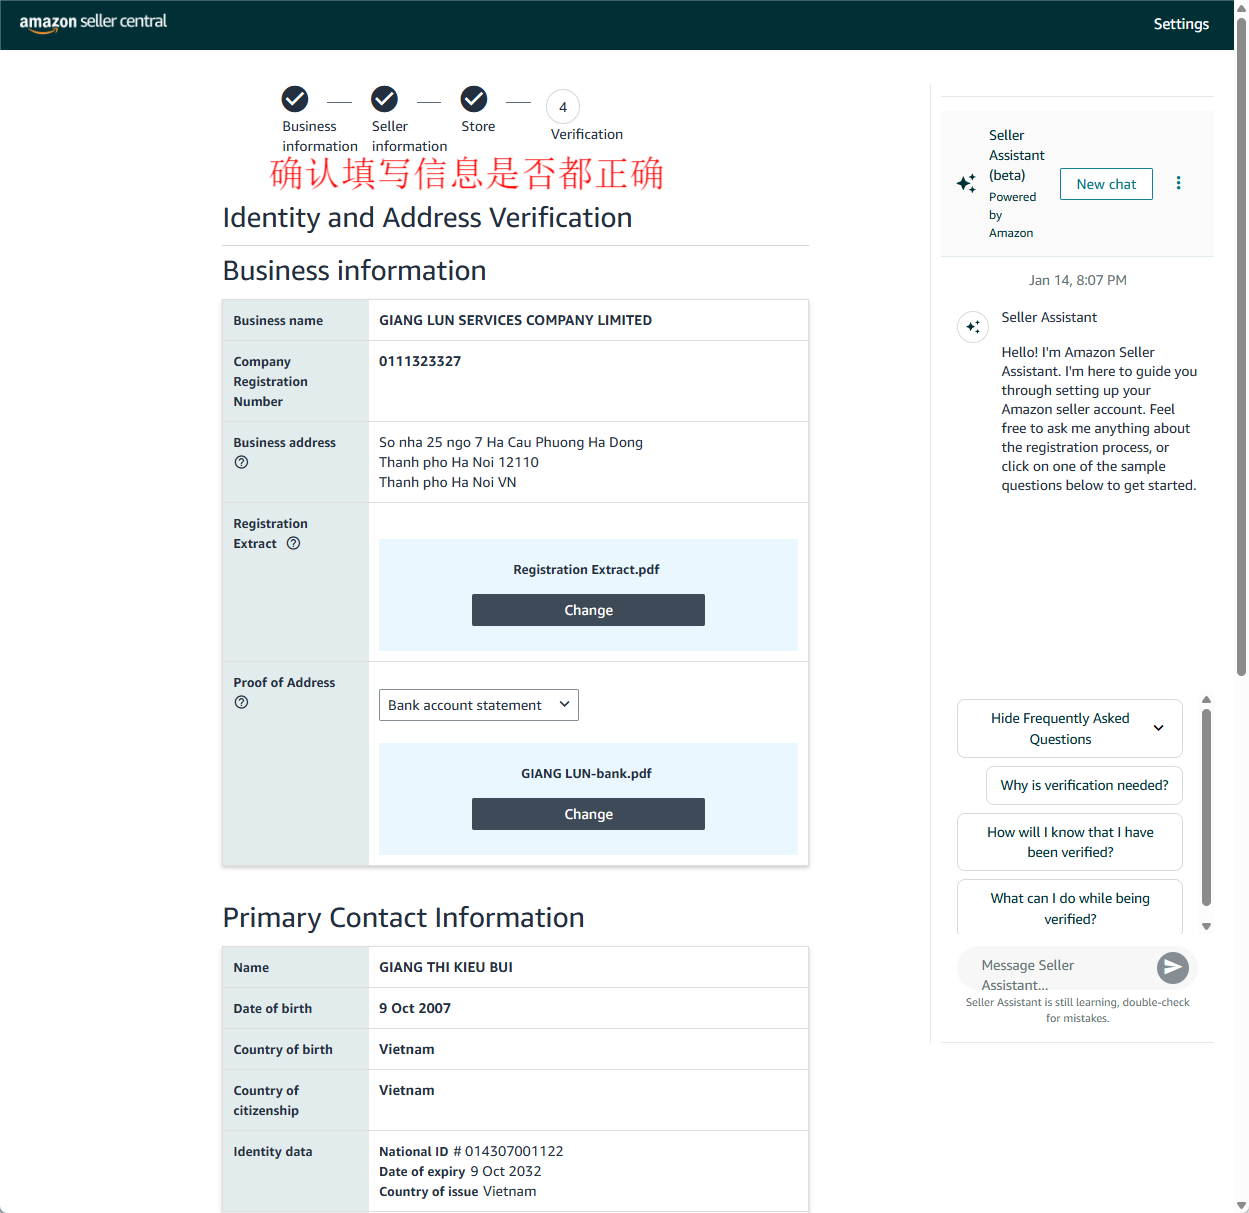 amazon seller central
Settings
4
Business information
Seller information
Store
Verification
确认填写信息是否都正确
Identity and Address Verification
Business information
Business name
GIANG LUN SERVICES COMPANY LIMITED
Company Registration Number
0111323327
Business address
So nha 25 ngo 7 Ha Cau Phuong Ha Dong
Thanh pho Ha Noi 12110
Thanh pho Ha Noi VN
Registration Extract
Registration Extract.pdf
Change
Proof of Address
Bank account statement
GIANG LUN-bank.pdf
Change
Primary Contact Information
Name
GIANG THI KIEU BUI
Date of birth
9 Oct 2007
Country of birth
Vietnam
Country of citizenship
Vietnam
Identity data
National ID # 014307001122
Date of expiry 9 Oct 2032
Country of issue Vietnam
Seller
Assistant
(beta)
Powered
by
Amazon
New chat
Jan 14, 8:07 PM
Seller Assistant
Hello! I'm Amazon Seller
Assistant. I'm here to guide you
through setting up your
Amazon seller account. Feel
free to ask me anything about
the registration process, or
click on one of the sample
questions below to get started.
Hide Frequently Asked
Questions
Why is verification needed?
How will I know that I have
been verified?
What can I do while being
verified?
Message Seller
Assistant...
Seller Assistant is still learning, double-check
for mistakes.